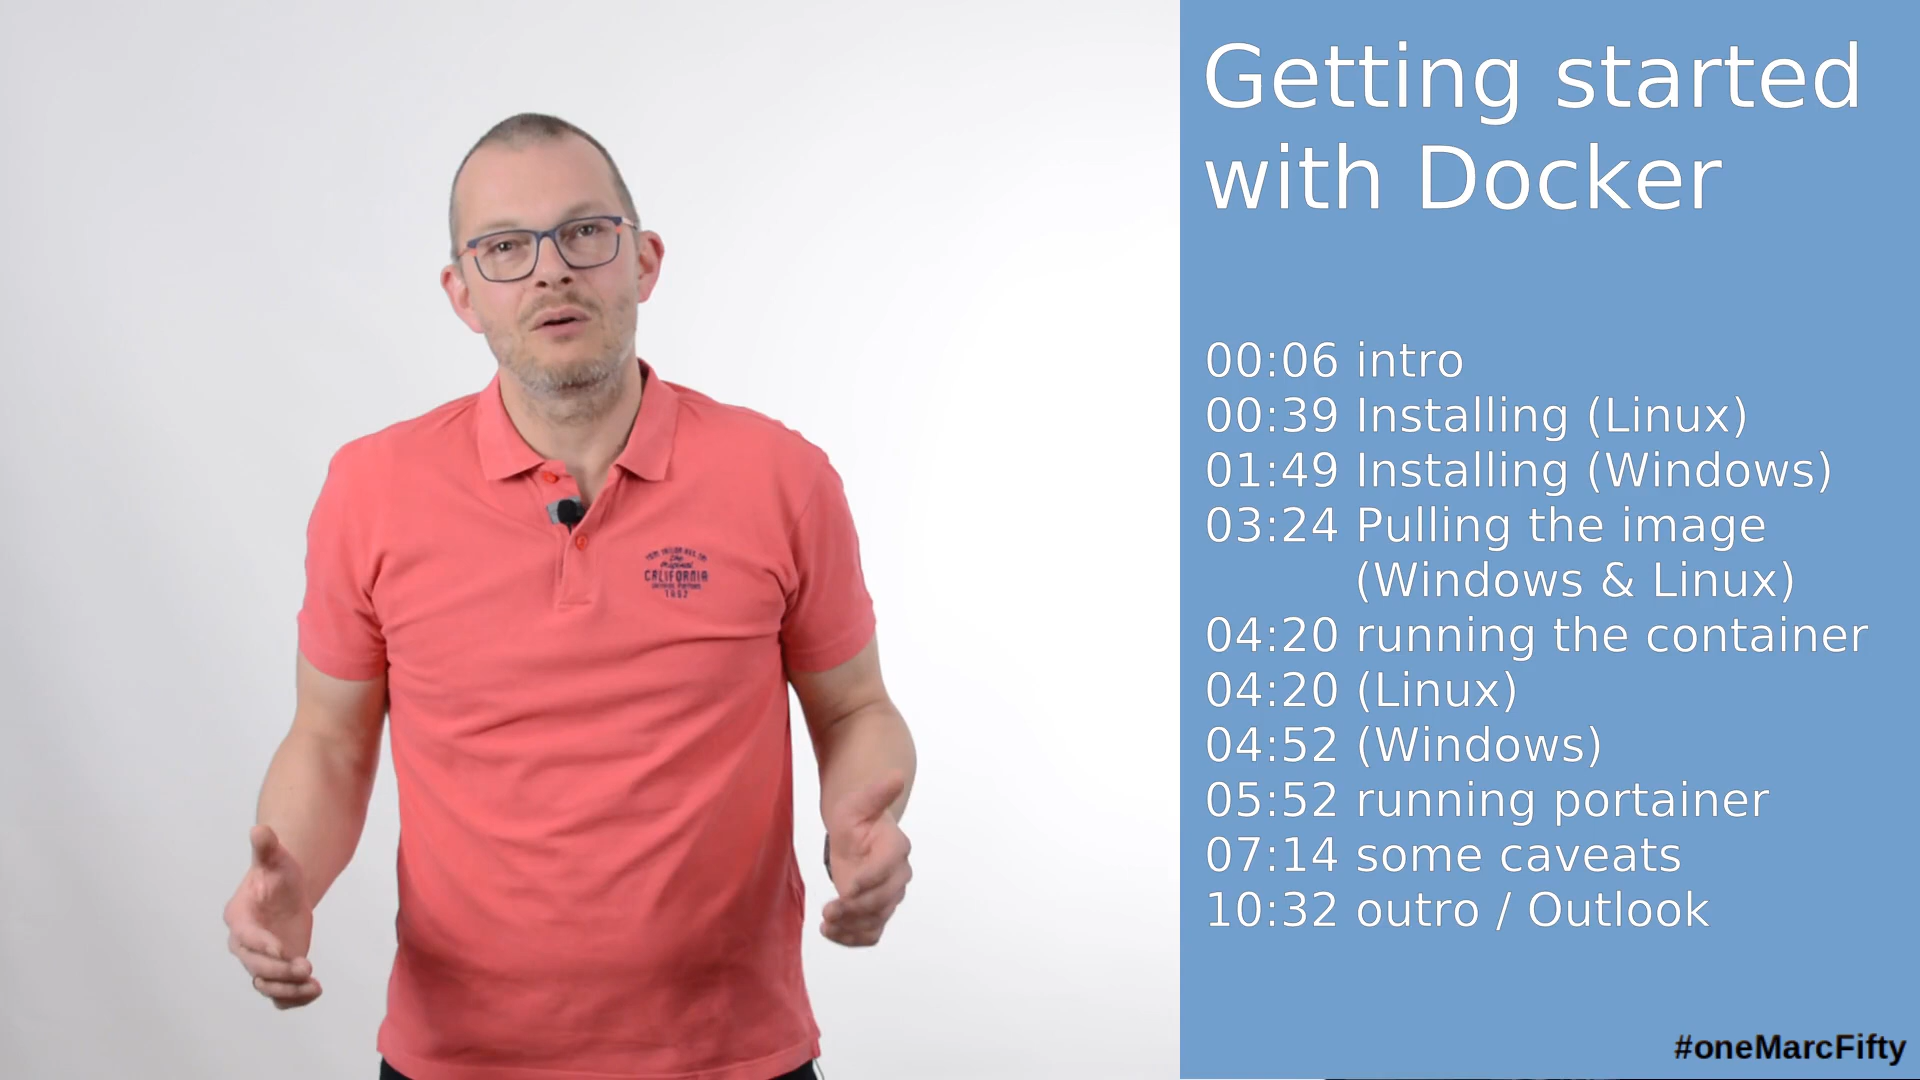 Getting started
with Docker
00:06 intro
00:39 Installing (Linux)
01:49 Installing (Windows)
03:24 Pulling the image
(Windows & Linux)
04:20 running the container
04:20 (Linux)
04:52 (Windows)
05:52 running portainer
07:14 some caveats
10:32 outro / Outlook
#oneMarcFifty
the
original
CALIFORNIA